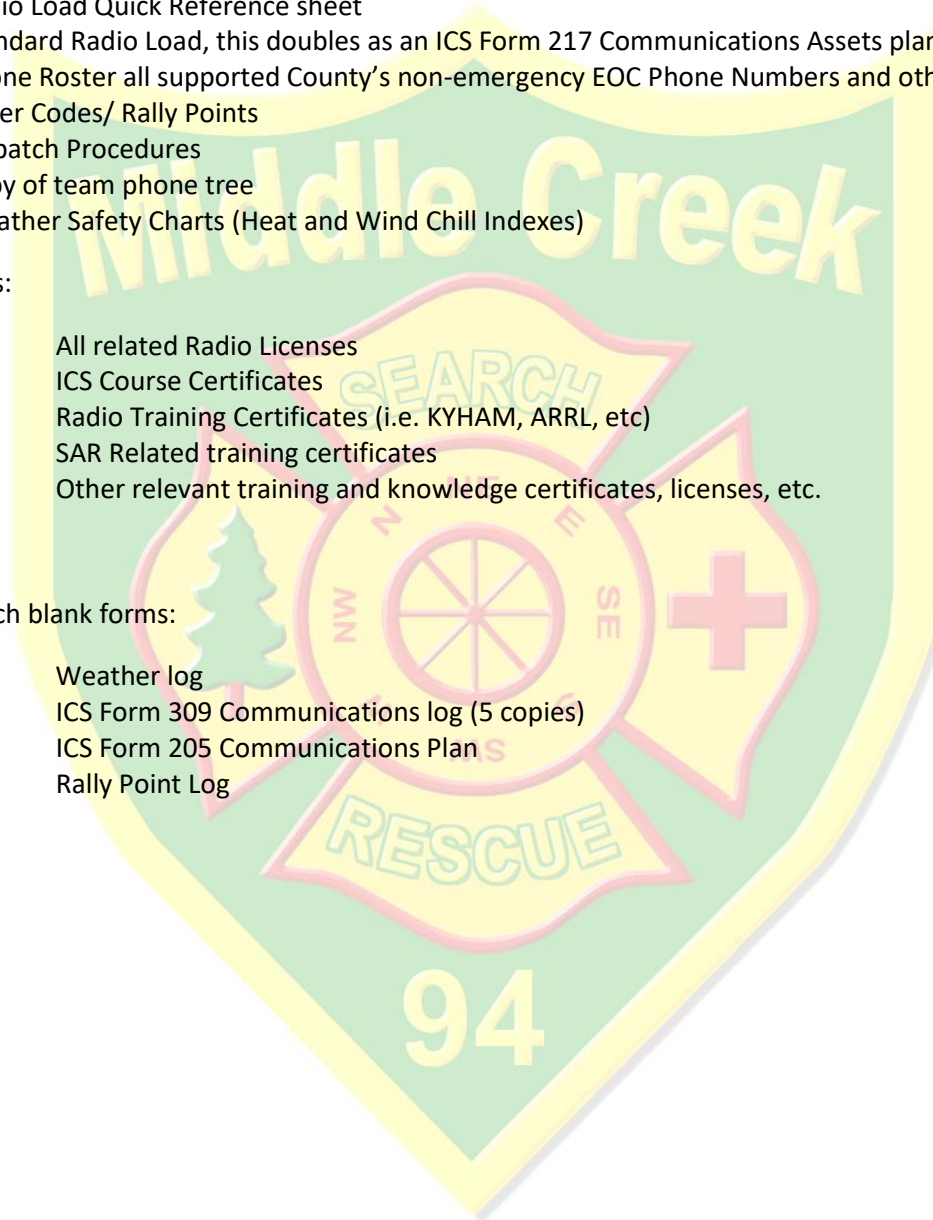 io Load Quick Reference sheet
ndard Radio Load, this doubles as an ICS Form 217 Communications Assets plan
one Roster all supported County’s non-emergency EOC Phone Numbers and oth
er Codes/ Rally Points
patch Procedures
py of team phone tree
ather Safety Charts (Heat and Wind Chill Indexes)
Middle Creek
s:
All related Radio Licenses
ICS Course Certificates
SEARCH
Radio Training Certificates (i.e. KYHAM, ARRL, etc)
SAR Related training certificates
Other relevant training and knowledge certificates, licenses, etc.
N
E
NW
SE
ch blank forms:
Weather log
ICS Form 309 Communications log (5 copies)
ICS Form 205 Communications Plan
SW
Rally Point Log
RESCUE
94